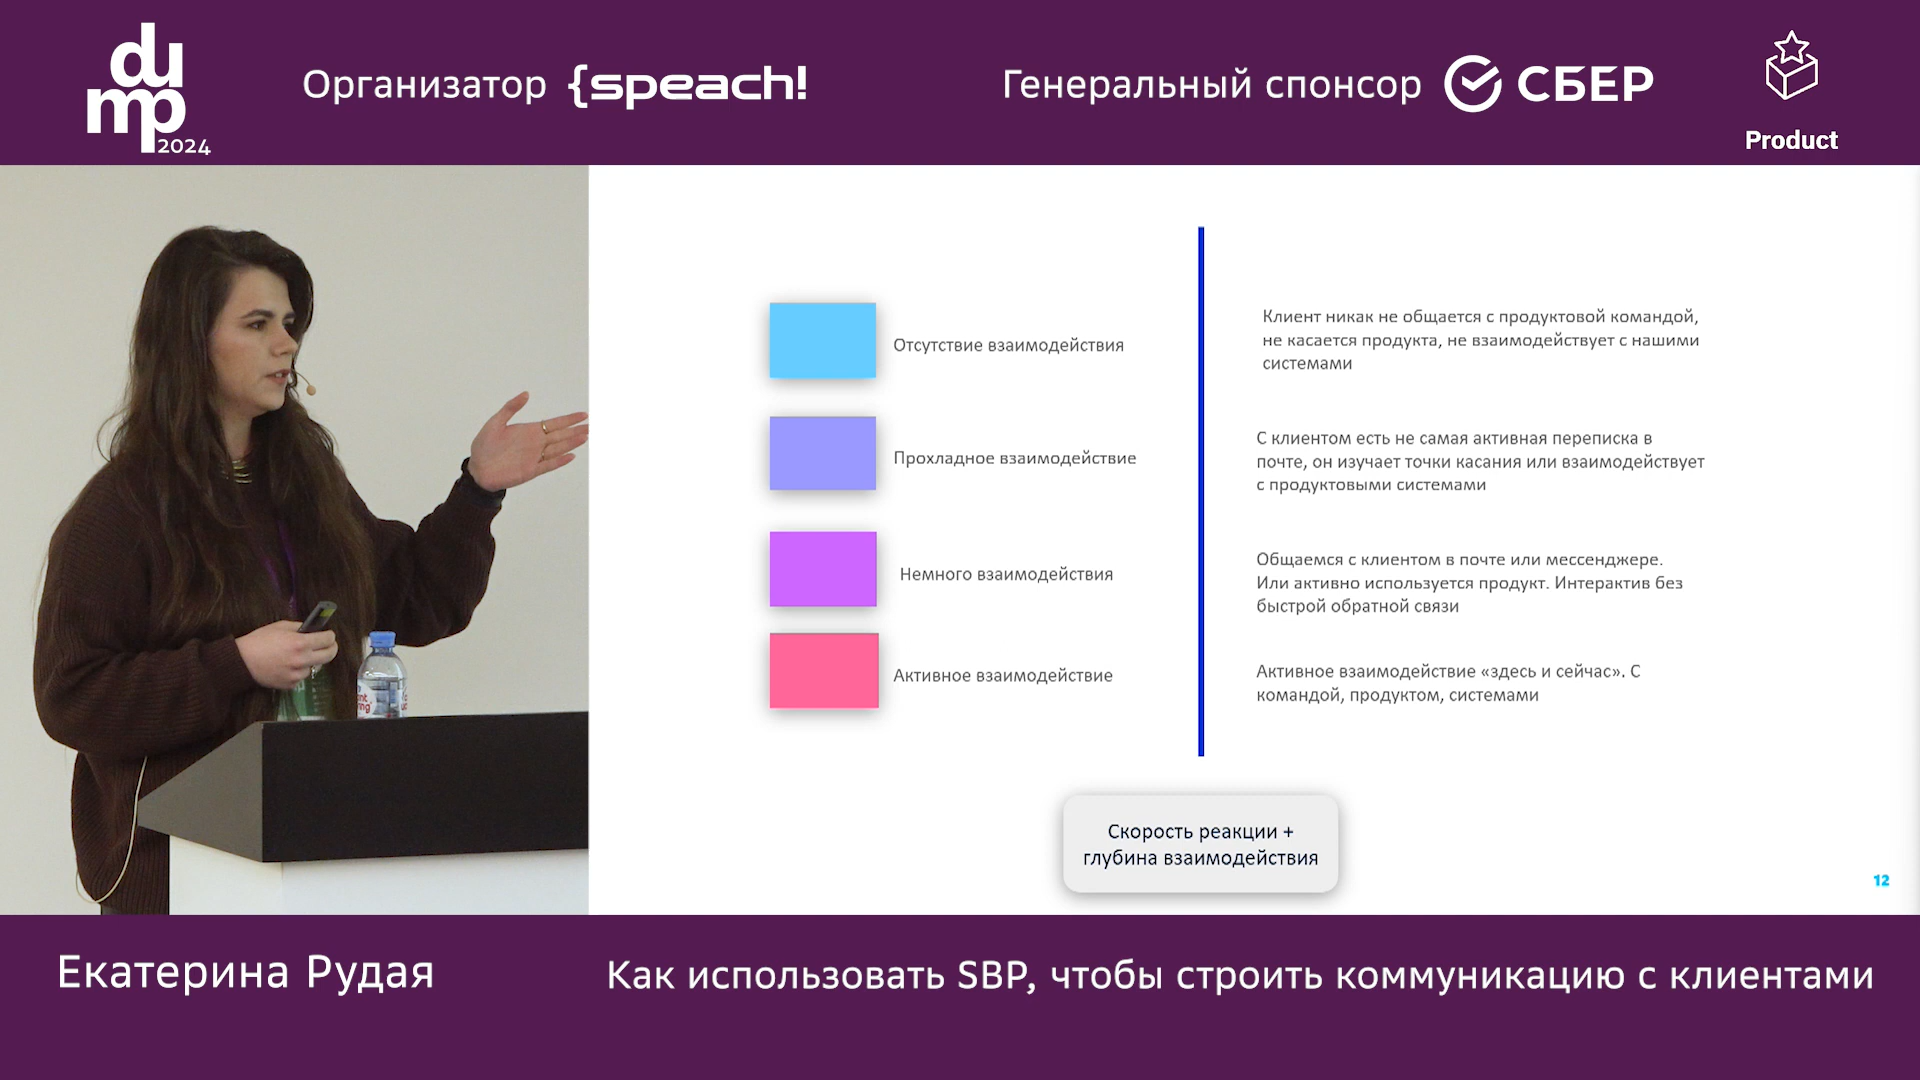 dump
2024
Организатор {speach!
Генеральный спонсор СБЕР
Product
Отсутствие взаимодействия
Клиент никак не общается с продуктовой командой,
не касается продукта, не взаимодействует с нашими
системами
Прохладное взаимодействие
С клиентом есть не самая активная переписка в
почте, он изучает точки касания или взаимодействует
с продуктовыми системами
Немного взаимодействия
Общаемся с клиентом в почте или мессенджере.
Или активно используется продукт. Интерактив без
быстрой обратной связи
Активное взаимодействие
Активное взаимодействие «здесь и сейчас». С
командой, продуктом, системами
Скорость реакции +
глубина взаимодействия
12
Екатерина Рудая
Как использовать SBP, чтобы строить коммуникацию с клиентами